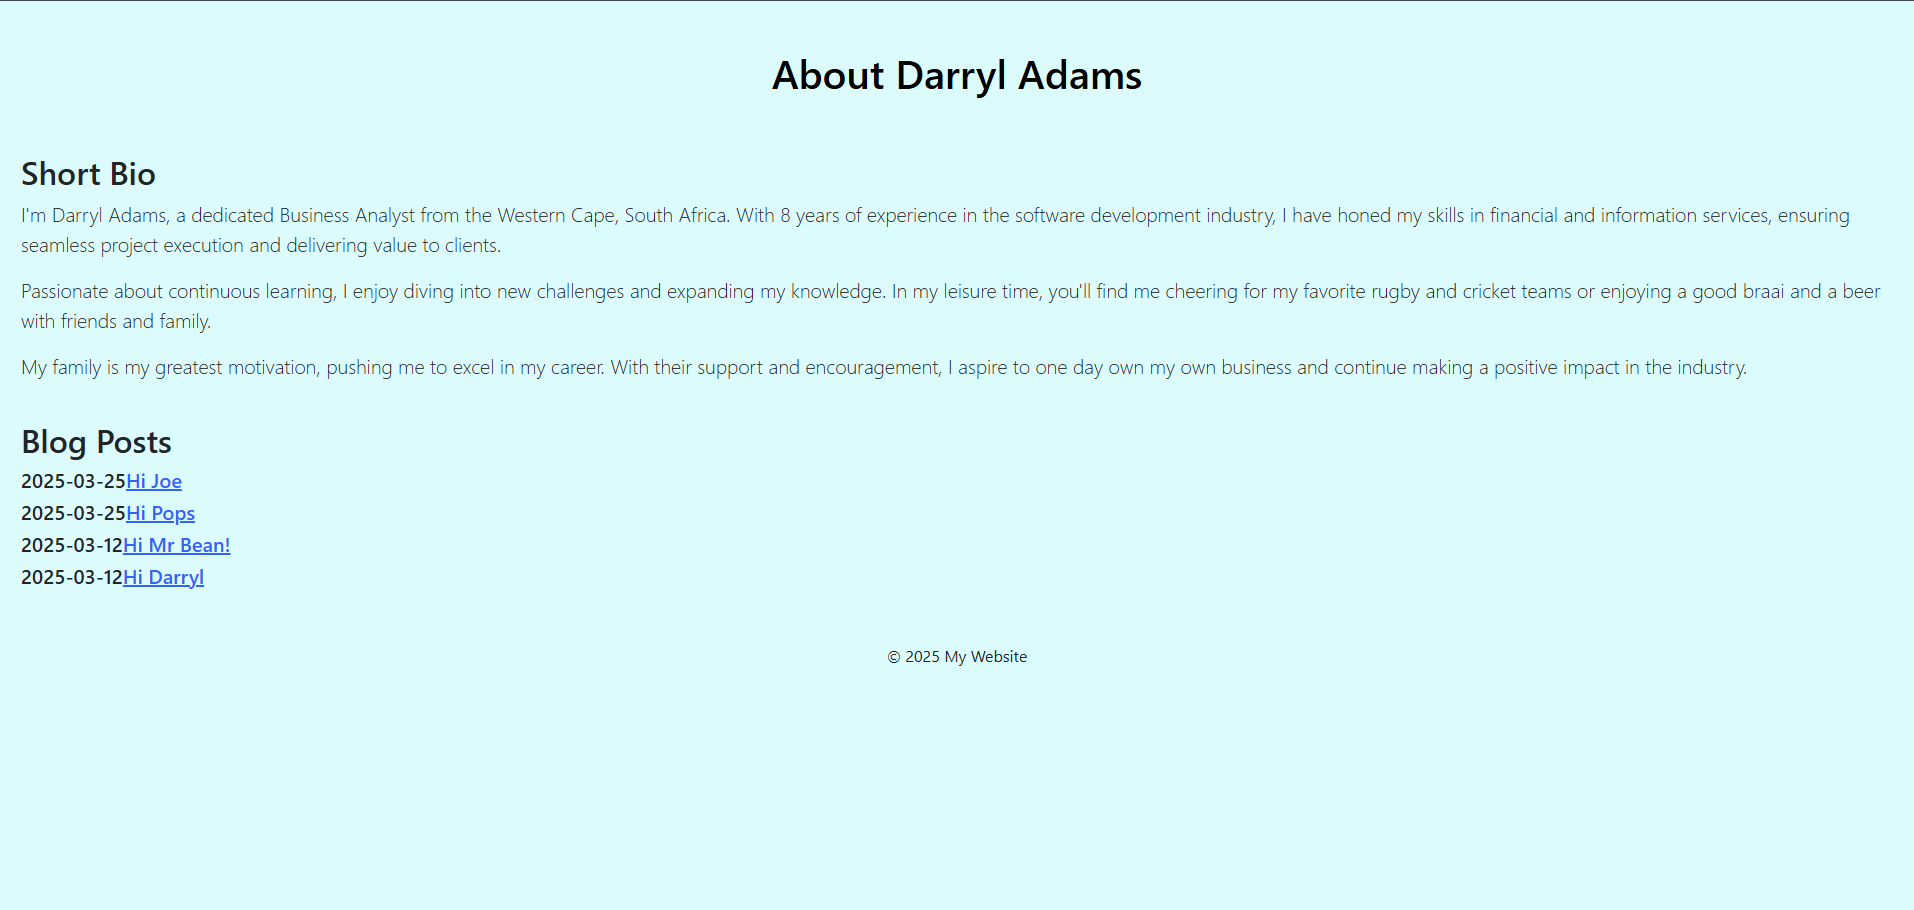 About Darryl Adams
Short Bio
I'm Darryl Adams, a dedicated Business Analyst from the Western Cape, South Africa. With 8 years of experience in the software development industry, I have honed my skills in financial and information services, ensuring
seamless project execution and delivering value to clients.
Passionate about continuous learning, I enjoy diving into new challenges and expanding my knowledge. In my leisure time, you'll find me cheering for my favorite rugby and cricket teams or enjoying a good braai and a beer
with friends and family.
My family is my greatest motivation, pushing me to excel in my career. With their support and encouragement, I aspire to one day own my own business and continue making a positive impact in the industry.
Blog Posts
2025-03-25Hi Joe
2025-03-25Hi Pops
2025-03-12Hi Mr Bean!
2025-03-12Hi Darryl
© 2025 My Website